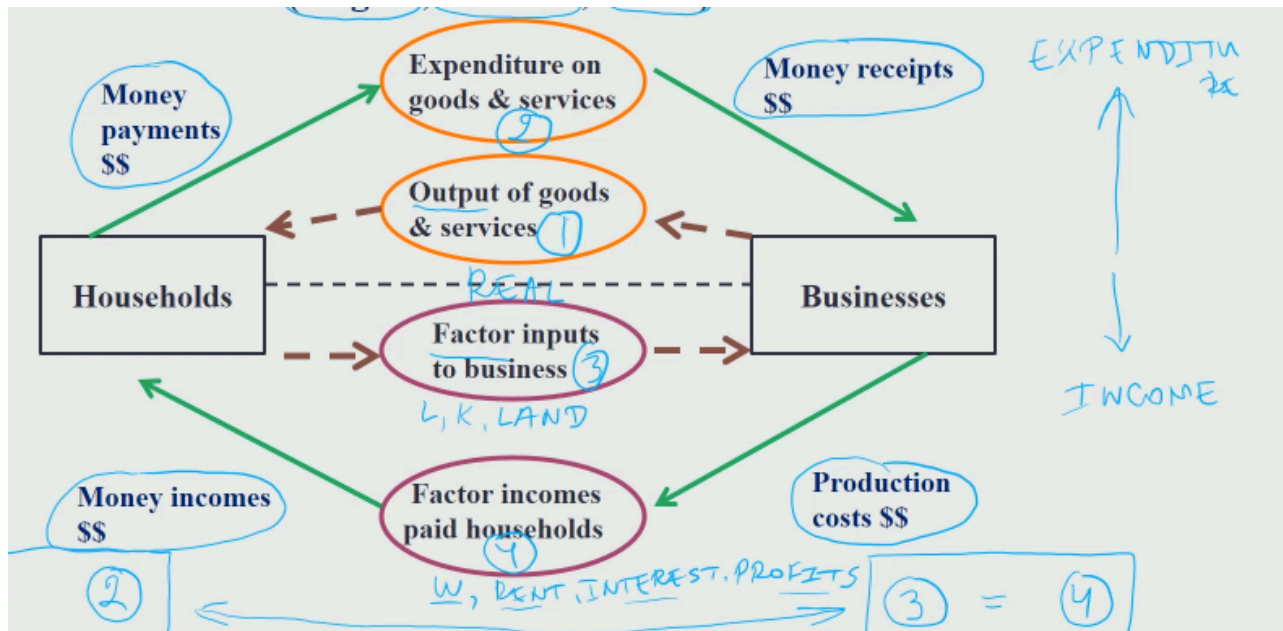 Expenditure on
goods & services
2
Money receipts
$$
EXPENDITU
RE
Money
payments
$$
Output of goods
& services 1
REAL
Households
Businesses
Factor inputs
to business 3
L, K, LAND
INCOME
Money incomes
$$
Factor incomes
paid households
4
Production
costs $$
W, RENT, INTEREST, PROFITS
2
3 = 4